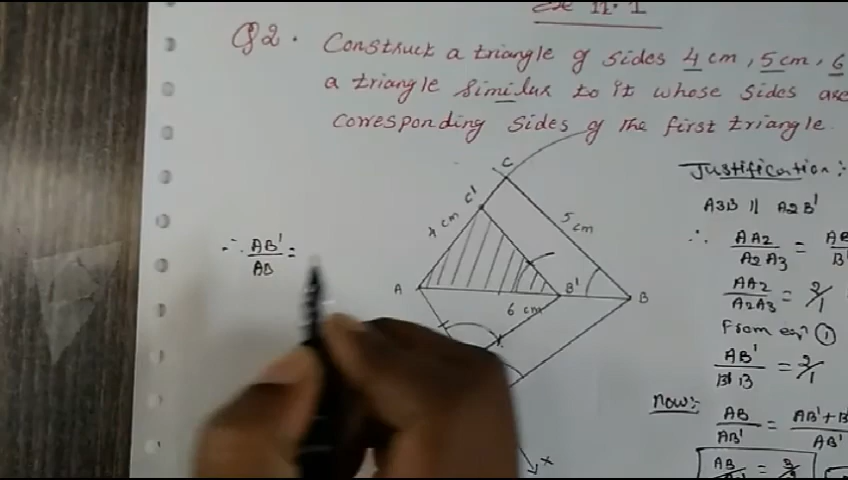 Ex 11.1
Q2. Construct a triangle of sides 4 cm, 5 cm, 6
a triangle similar to it whose sides are
corresponding sides of the first triangle.
C
C'
4 cm
5 cm
A
B'
B
6 cm
X
∴ AB'/AB =
Justification:
A3B || A2B'
∴ AA2/A2A3 =
AA2/A2A3 = 2/1
From eqn ①
AB'/B'B = 2/1
Now:-
AB/AB' = AB'+B'/AB'